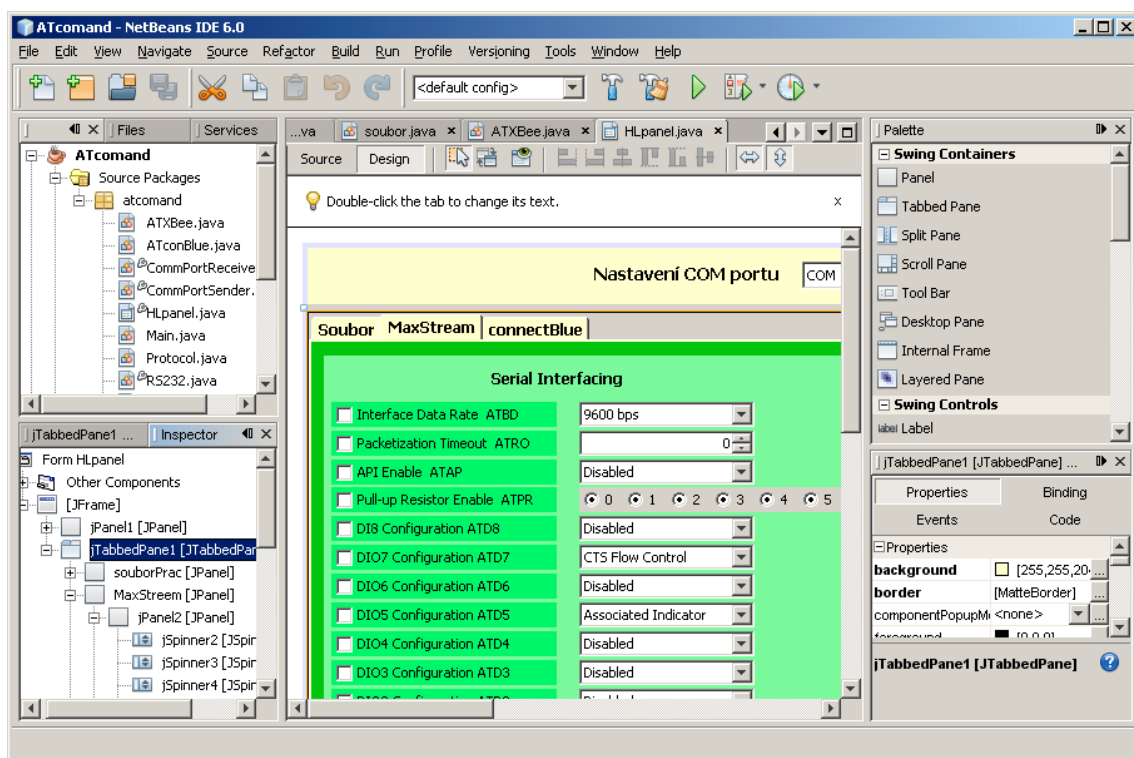 ATcomand - NetBeans IDE 6.0
File Edit View Navigate Source Refactor Build Run Profile Versioning Tools Window Help
<default config>
Files Services
ATcomand
Source Packages
atcomand
ATXBee.java
ATconBlue.java
CommPortReceive
CommPortSender.
HLpanel.java
Main.java
Protocol.java
RS232.java
jTabbedPane1 ... Inspector
Form HLpanel
Other Components
[JFrame]
jPanel1 [JPanel]
jTabbedPane1 [JTabbedPar
souborPrac [JPanel]
MaxStreem [JPanel]
jPanel2 [JPanel]
jSpinner2 [JSpir
jSpinner3 [JSpir
jSpinner4 [JSpir
...va soubor.java ATXBee.java HLpanel.java
Source Design
Double-click the tab to change its text. x
Nastavení COM portu COM
Soubor MaxStream connectBlue
Serial Interfacing
Interface Data Rate ATBD 9600 bps
Packetization Timeout ATRO 0
API Enable ATAP Disabled
Pull-up Resistor Enable ATPR 0 1 2 3 4 5
DI8 Configuration ATD8 Disabled
DIO7 Configuration ATD7 CTS Flow Control
DIO6 Configuration ATD6 Disabled
DIO5 Configuration ATD5 Associated Indicator
DIO4 Configuration ATD4 Disabled
DIO3 Configuration ATD3 Disabled
Palette
Swing Containers
Panel
Tabbed Pane
Split Pane
Scroll Pane
Tool Bar
Desktop Pane
Internal Frame
Layered Pane
Swing Controls
label Label
jTabbedPane1 [JTabbedPane] ...
Properties Binding
Events Code
Properties
background [255,255,20 ...
border [MatteBorder] ...
componentPopupM <none> ...
jTabbedPane1 [JTabbedPane]